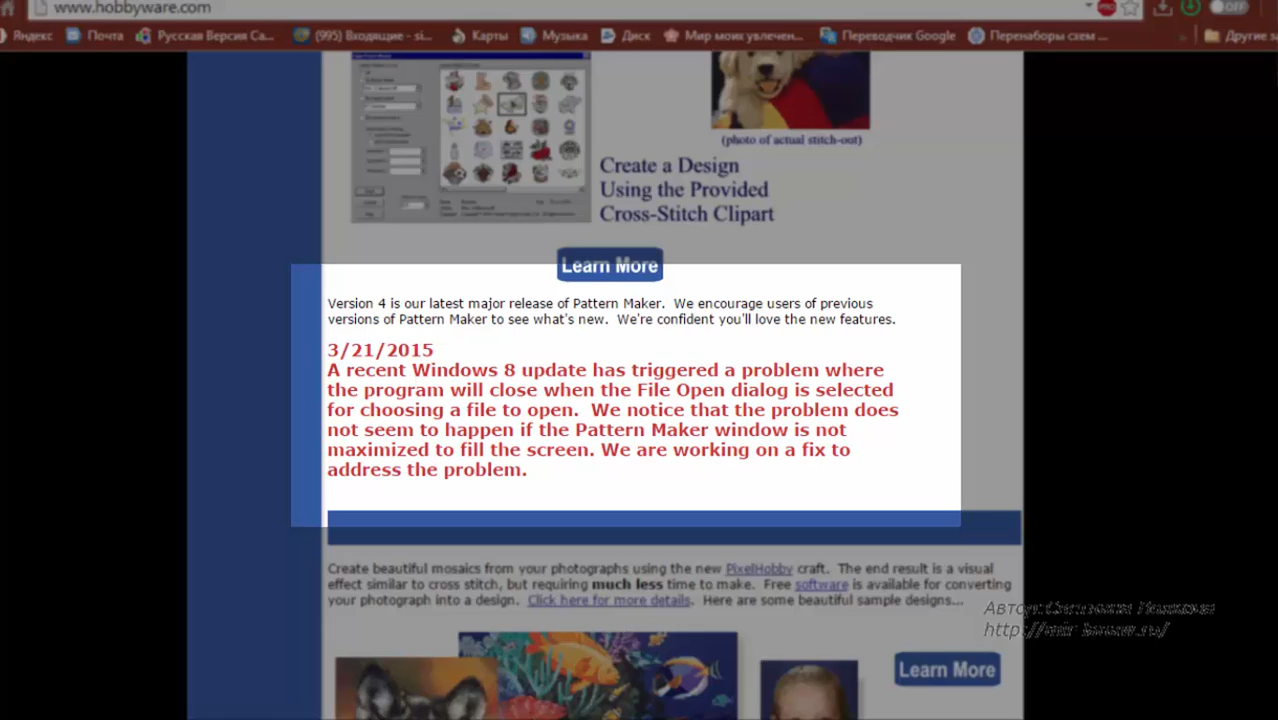 www.hobbyware.com
OFF
Яндекс Почта Русская Версия Са... (995) Входящие - si... Карты Музыка Диск Мир моих увлечен... Переводчик Google Перенаборы схем ... » Другие за
(photo of actual stitch-out)
Create a Design
Using the Provided
Cross-Stitch Clipart
Learn More
Version 4 is our latest major release of Pattern Maker. We encourage users of previous
versions of Pattern Maker to see what's new. We're confident you'll love the new features.
3/21/2015
A recent Windows 8 update has triggered a problem where
the program will close when the File Open dialog is selected
for choosing a file to open. We notice that the problem does
not seem to happen if the Pattern Maker window is not
maximized to fill the screen. We are working on a fix to
address the problem.
Create beautiful mosaics from your photographs using the new PixelHobby craft. The end result is a visual
effect similar to cross stitch, but requiring much less time to make. Free software is available for converting
your photograph into a design. Click here for more details. Here are some beautiful sample designs...
Автор:
Learn More